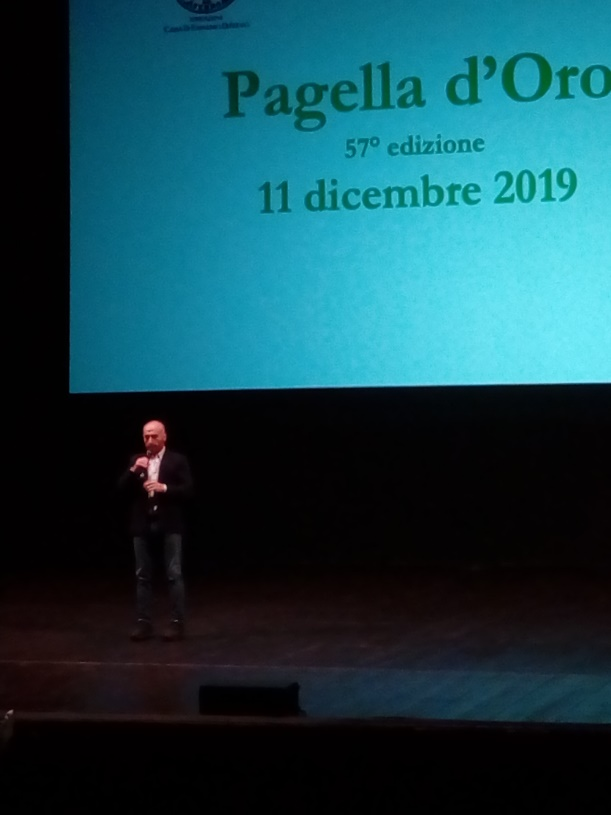 Pagella d'Oro
57° edizione
11 dicembre 2019